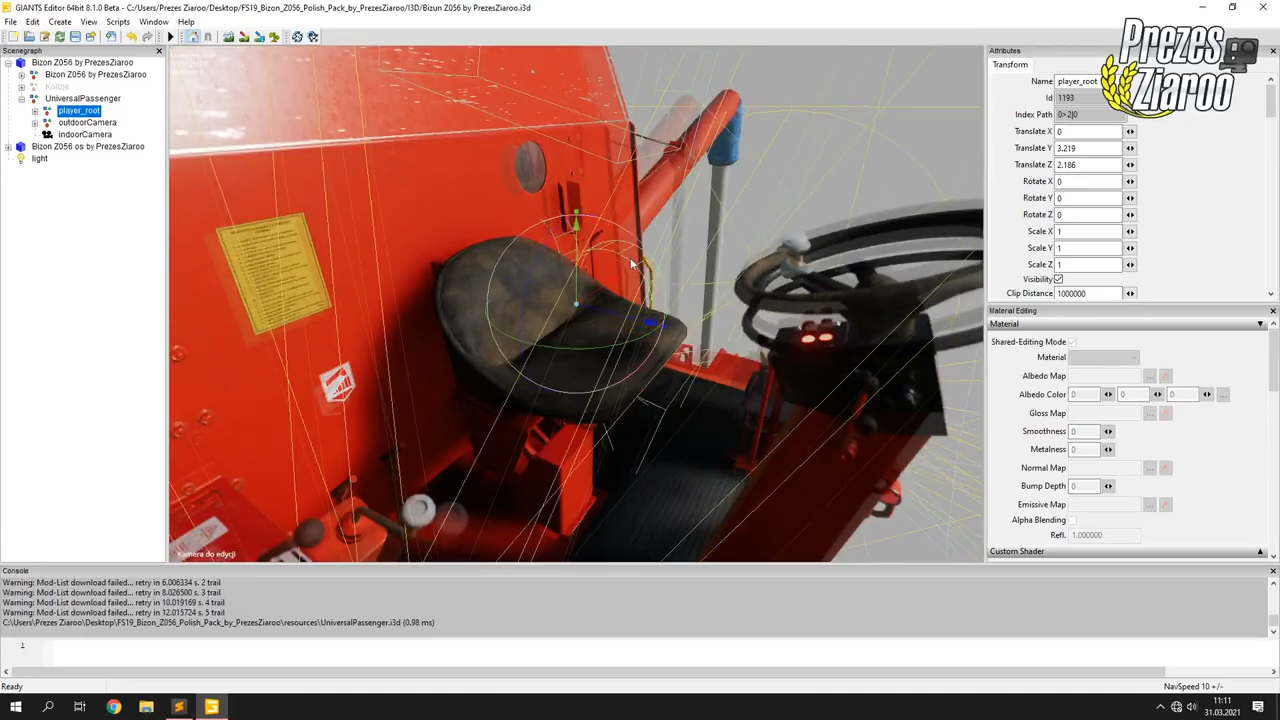 GIANTS Editor 64bit 8.1.0 Beta - C:/Users/Prezes Ziaroo/Desktop/FS19_Bizon_Z056_Polish_Pack_by_PrezesZiaroo/I3D/Bizun Z056 by PrezesZiaroo.i3d
File Edit Create View Scripts Window Help
Scenegraph
Bizon Z056 by PrezesZiaroo
Bizon Z056 by PrezesZiaroo
Kolizje
UniversalPassenger
player_root
outdoorCamera
indoorCamera
Bizon Z056 os by PrezesZiaroo
light
Kamera do edycji
Prezes
Ziaroo
Attributes
Transform
Name player_root
Id 1193
Index Path 0>2|0
Translate X 0
Translate Y 3.219
Translate Z 2.186
Rotate X 0
Rotate Y 0
Rotate Z 0
Scale X 1
Scale Y 1
Scale Z 1
Visibility
Clip Distance 1000000
Material Editing
Material
Shared-Editing Mode
Material
Albedo Map ...
Albedo Color 0 0 0 ...
Gloss Map ...
Smoothness 0
Metalness 0
Normal Map ...
Bump Depth 0
Emissive Map ...
Alpha Blending
Refl. 1.000000
Custom Shader
Console
Warning: Mod-List download failed... retry in 6.006334 s. 2 trail
Warning: Mod-List download failed... retry in 8.026500 s. 3 trail
Warning: Mod-List download failed... retry in 10.019169 s. 4 trail
Warning: Mod-List download failed... retry in 12.015724 s. 5 trail
C:\Users\Prezes Ziaroo\Desktop\FS19_Bizon_Z056_Polish_Pack_by_PrezesZiaroo\resources\UniversalPassenger.i3d (0.98 ms)
1
Ready
NavSpeed 10 +/-
11:11
31.03.2021